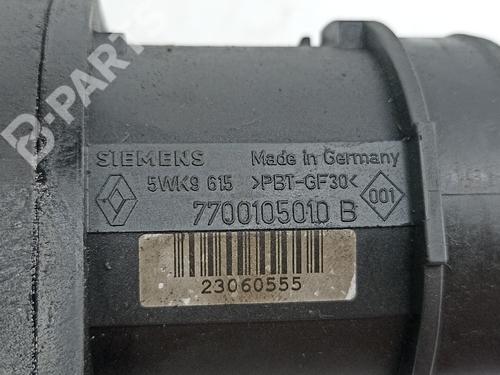 B-PARTS
SIEMENS Made in Germany
5WK9 615 >PBT-GF30< 001
7700105010 B
23060555